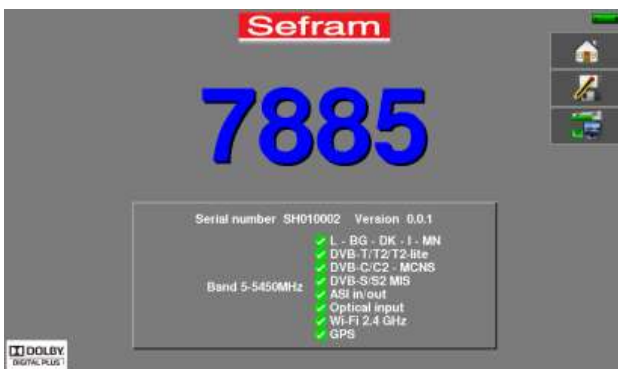 Sefram
7885
Serial number SH010002 Version 0.0.1
Band 5-5450MHz
L - BG - DK - I - MN
DVB-T/T2/T2-lite
DVB-C/C2 - MCNS
DVB-S/S2 MIS
ASI in/out
Optical input
Wi-Fi 2.4 GHz
GPS
DOLBY.
DIGITAL PLUS